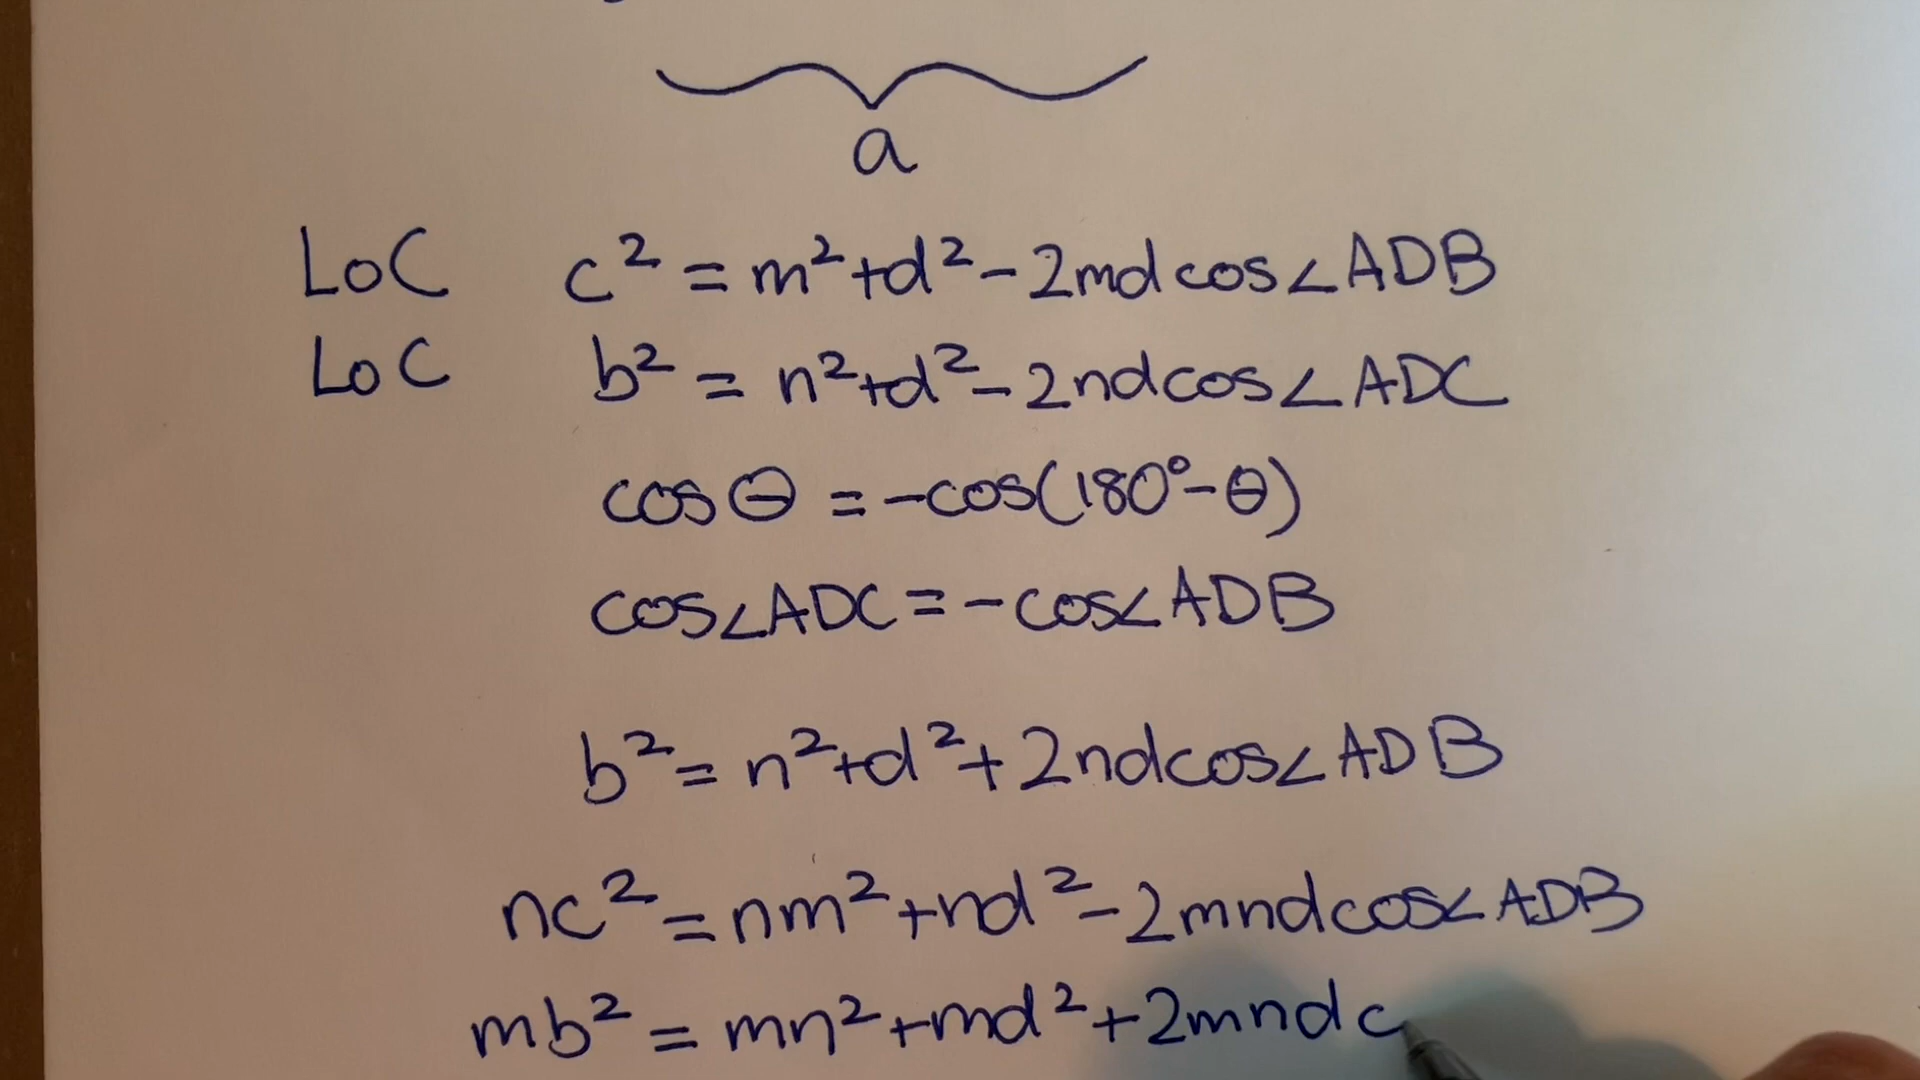 a
LoC c² = m²+d²-2md cos∠ADB
LoC b² = n²+d²-2nd cos∠ADC
cosθ = -cos(180°-θ)
cos∠ADC = -cos∠ADB
b² = n²+d²+2nd cos∠ADB
nc² = nm²+nd²-2mnd cos∠ADB
mb² = mn²+md²+2mnd c